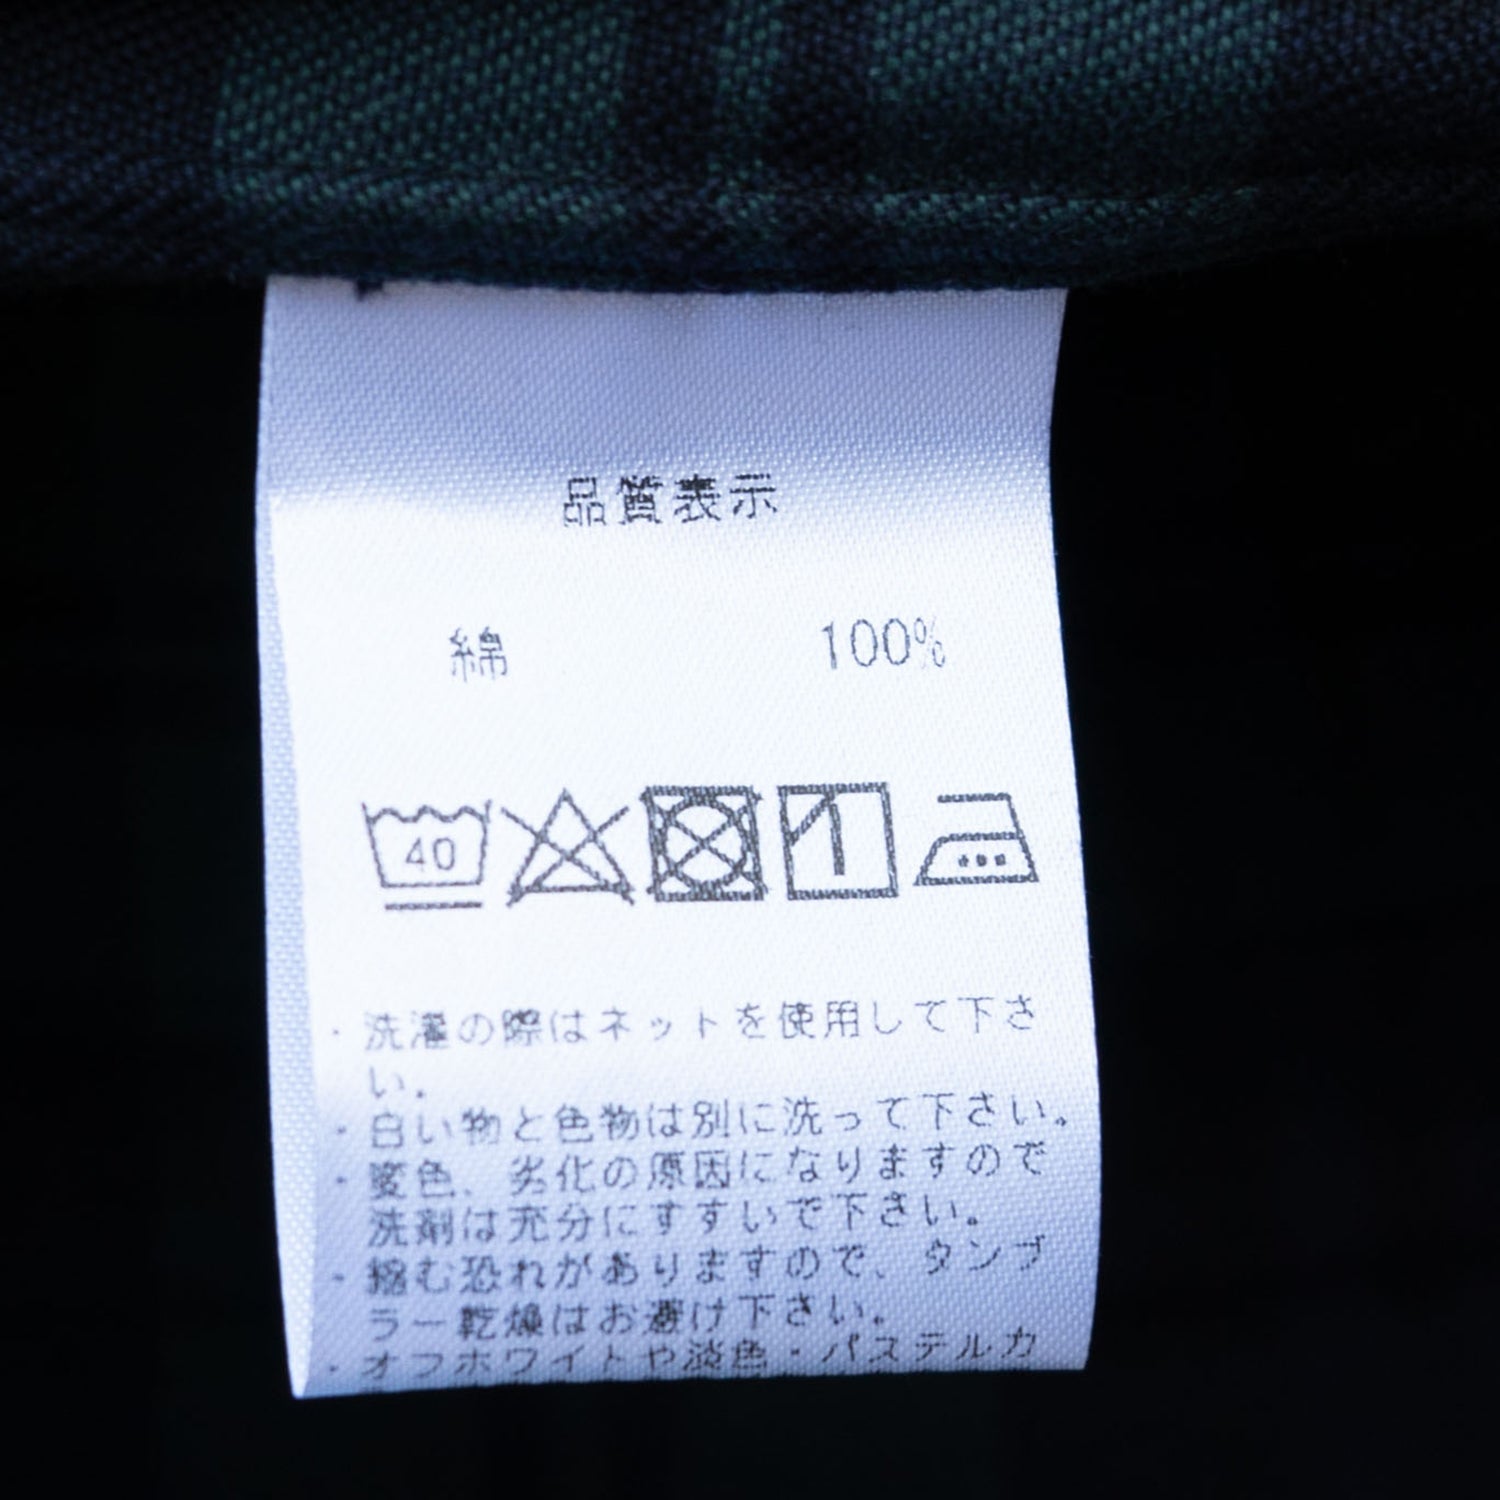 品質表示
綿 100%
40
・洗濯の際はネットを使用して下さ
い。
・白い物と色物は別に洗って下さい。
・変色、劣化の原因になりますので
洗剤は充分にすすいで下さい。
・縮む恐れがありますので、タンブ
ラー乾燥はお避け下さい。
・オフホワイトや淡色・パステルカ